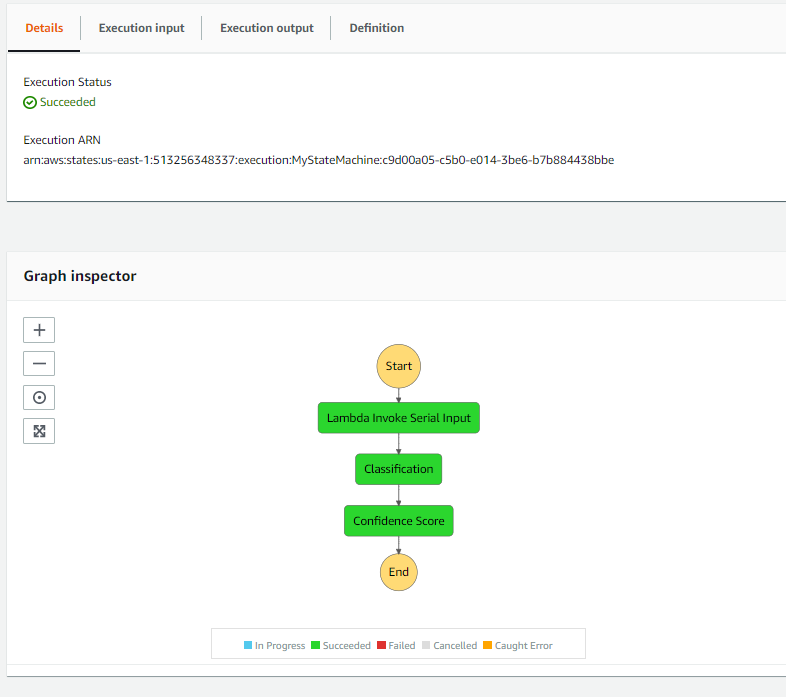 Details Execution input Execution output Definition
Execution Status
Succeeded
Execution ARN
arn:aws:states:us-east-1:513256348337:execution:MyStateMachine:c9d00a05-c5b0-e014-3be6-b7b884438bbe
Graph inspector
Start
Lambda Invoke Serial Input
Classification
Confidence Score
End
In Progress Succeeded Failed Cancelled Caught Error